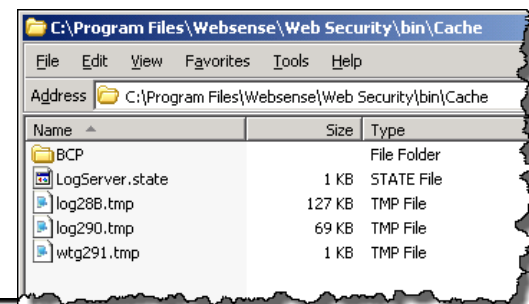 C:\Program Files\Websense\Web Security\bin\Cache
File Edit View Favorites Tools Help
Address C:\Program Files\Websense\Web Security\bin\Cache
Name Size Type
BCP File Folder
LogServer.state 1 KB STATE File
log28B.tmp 127 KB TMP File
log290.tmp 69 KB TMP File
wtg291.tmp 1 KB TMP File